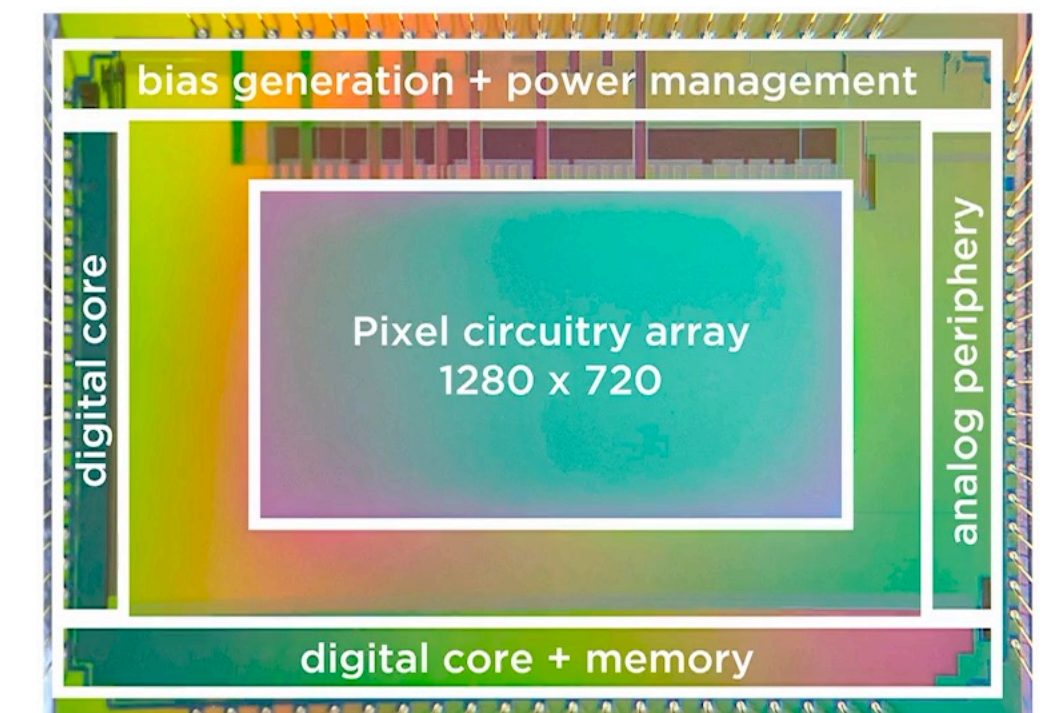 bias generation + power management
digital core
Pixel circuitry array
1280 x 720
analog periphery
digital core + memory